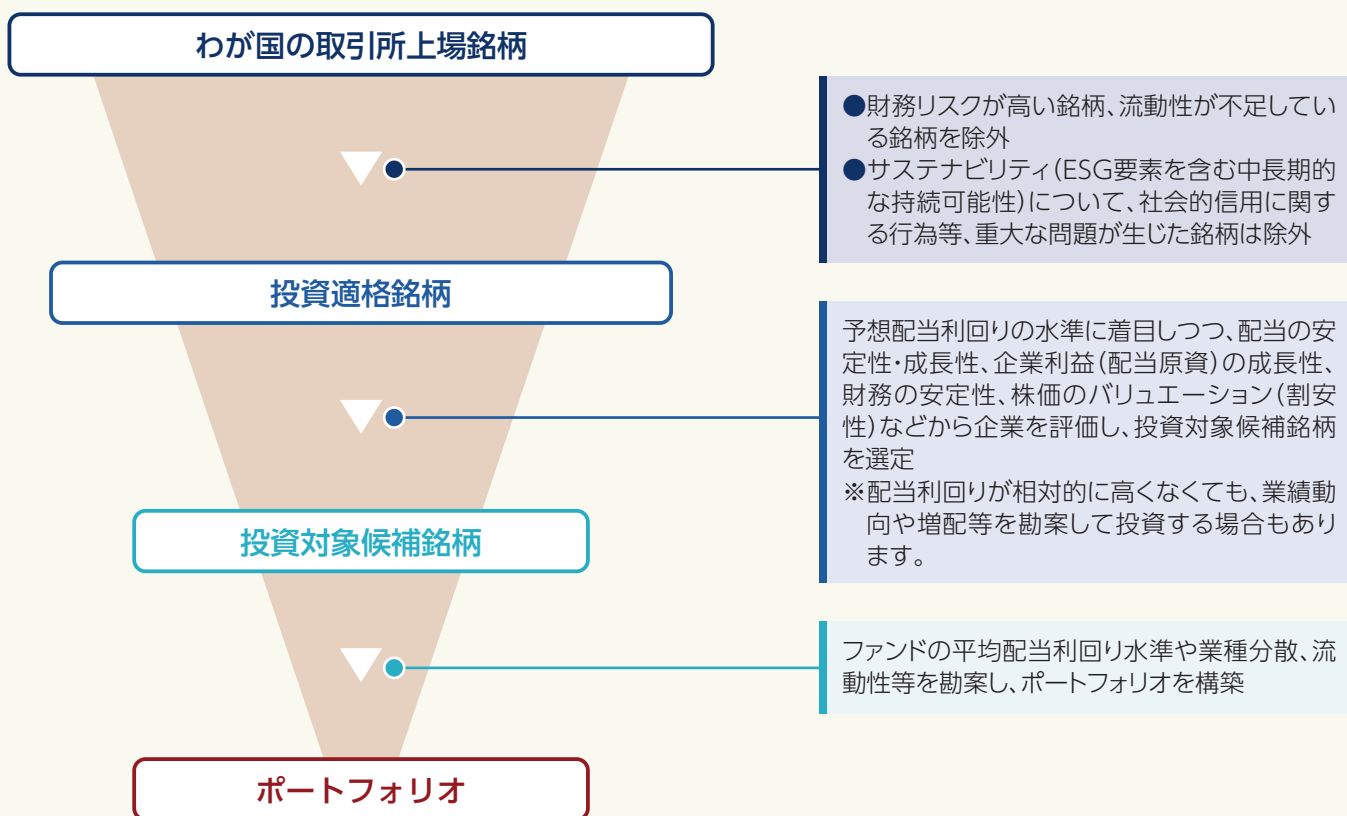 わが国の取引所上場銘柄
●財務リスクが高い銘柄、流動性が不足してい
る銘柄を除外
●サステナビリティ(ESG要素を含む中長期的
な持続可能性)について、社会的信用に関す
る行為等、重大な問題が生じた銘柄は除外
投資適格銘柄
予想配当利回りの水準に着目しつつ、配当の安
定性・成長性、企業利益(配当原資)の成長性、
財務の安定性、株価のバリュエーション(割安
性)などから企業を評価し、投資対象候補銘柄
を選定
※配当利回りが相対的に高くなくても、業績動
向や増配等を勘案して投資する場合もあり
ます。
投資対象候補銘柄
ファンドの平均配当利回り水準や業種分散、流
動性等を勘案し、ポートフォリオを構築
ポートフォリオ